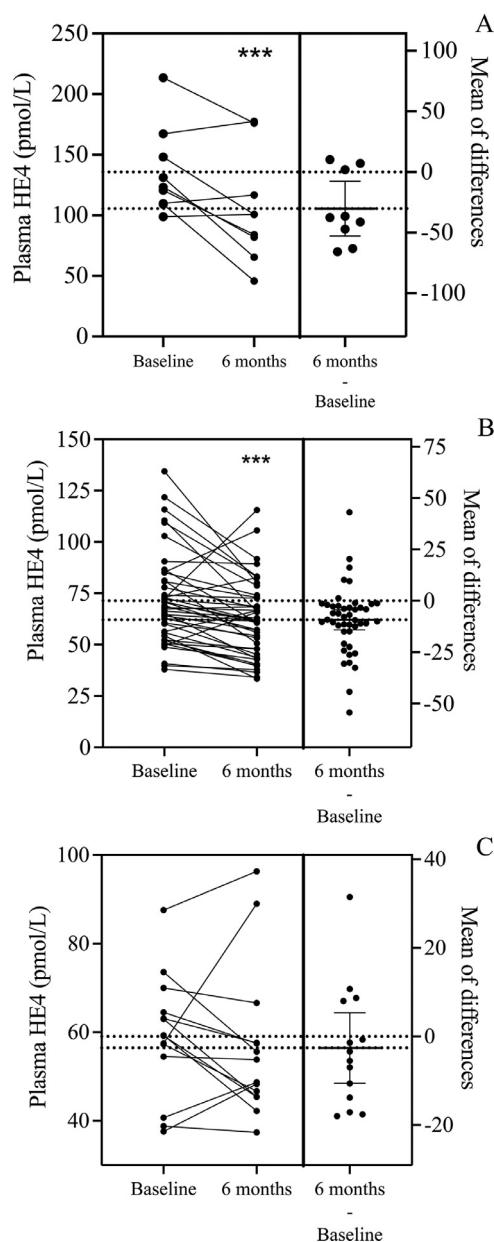 A
Plasma HE4 (pmol/L)
250
200
150
100
50
0
***
100
50
0
-50
-100
Mean of differences
Baseline
6 months
6 months
-
Baseline
B
Plasma HE4 (pmol/L)
150
125
100
75
50
25
0
***
75
50
25
0
-25
-50
Mean of differences
Baseline
6 months
6 months
-
Baseline
C
Plasma HE4 (pmol/L)
100
80
60
40
40
20
0
-20
Mean of differences
Baseline
6 months
6 months
-
Baseline